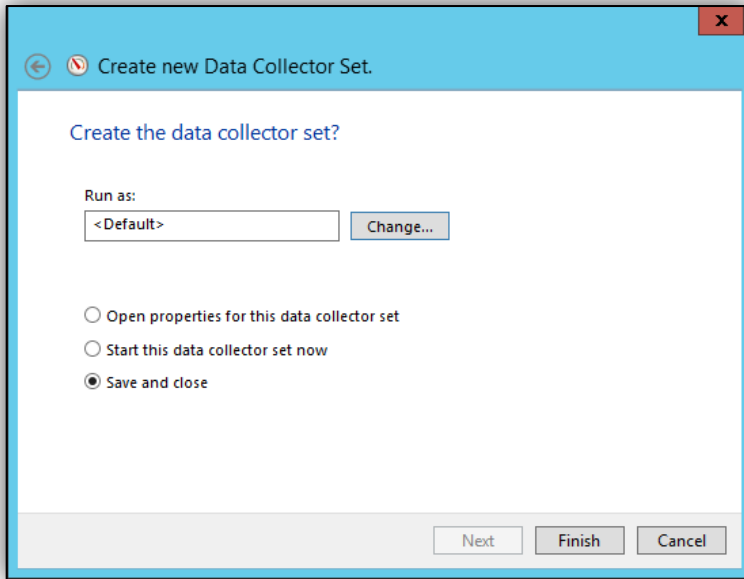 x
Create new Data Collector Set.
Create the data collector set?
Run as:
<Default>
Change...
Open properties for this data collector set
Start this data collector set now
Save and close
Next
Finish
Cancel